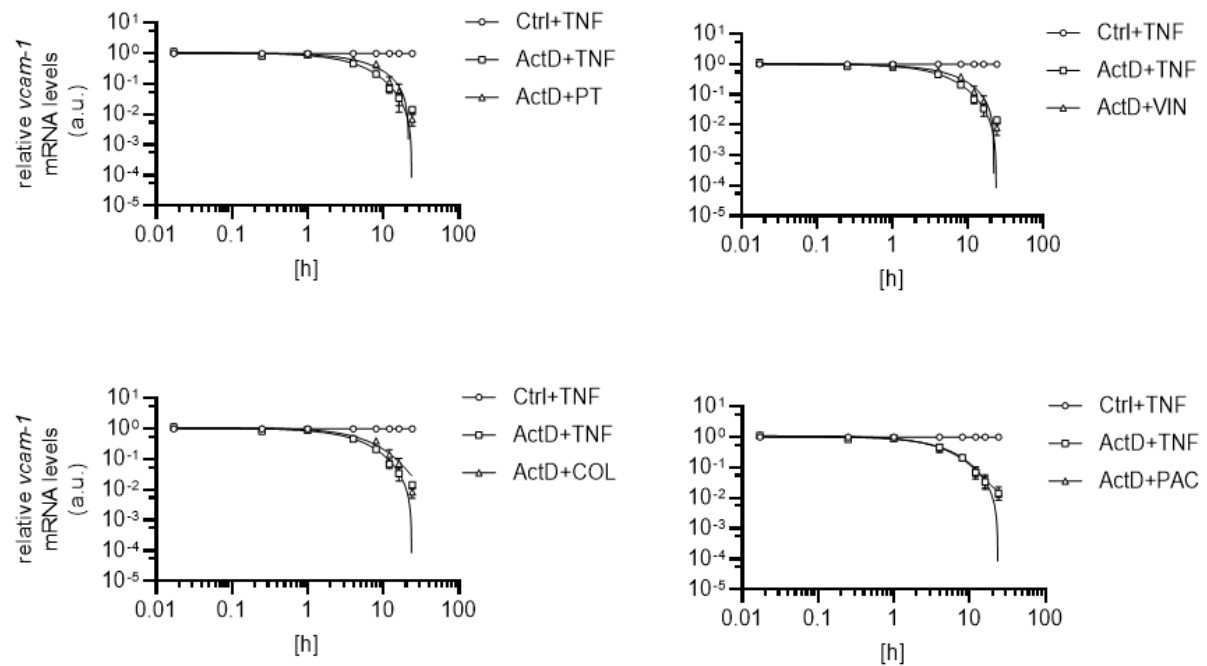 relative vcam-1
mRNA levels
(a.u.)
10¹
10⁰
10⁻¹
10⁻²
10⁻³
10⁻⁴
10⁻⁵
0.01 0.1 1 10 100
[h]
Ctrl+TNF
ActD+TNF
ActD+PT
10¹
10⁰
10⁻¹
10⁻²
10⁻³
10⁻⁴
10⁻⁵
0.01 0.1 1 10 100
[h]
Ctrl+TNF
ActD+TNF
ActD+VIN
relative vcam-1
mRNA levels
(a.u.)
10¹
10⁰
10⁻¹
10⁻²
10⁻³
10⁻⁴
10⁻⁵
0.01 0.1 1 10 100
[h]
Ctrl+TNF
ActD+TNF
ActD+COL
10¹
10⁰
10⁻¹
10⁻²
10⁻³
10⁻⁴
10⁻⁵
0.01 0.1 1 10 100
[h]
Ctrl+TNF
ActD+TNF
ActD+PAC